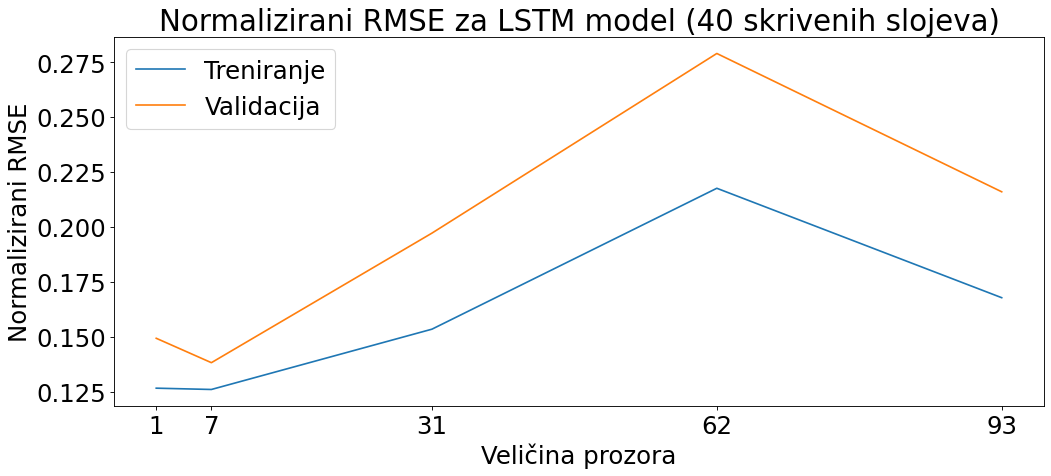 Normalizirani RMSE za LSTM model (40 skrivenih slojeva)
Treniranje
Validacija
Normalizirani RMSE
0.275
0.250
0.225
0.200
0.175
0.150
0.125
1 7 31 62 93
Veličina prozora